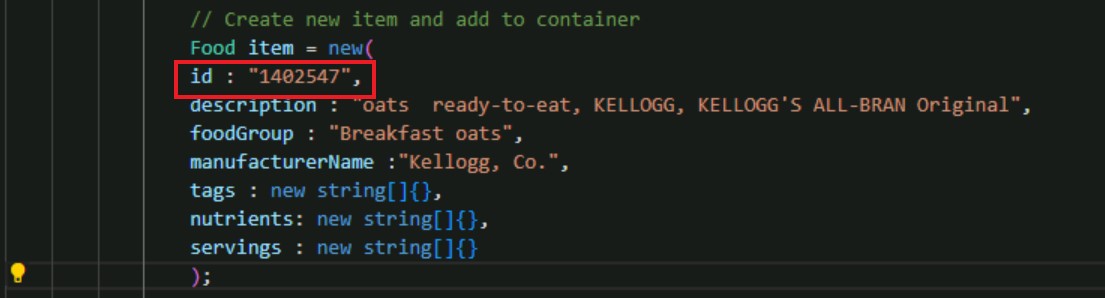 // Create new item and add to container
Food item = new(
id : "1402547",
description : "oats  ready-to-eat, KELLOGG, KELLOGG'S ALL-BRAN Original",
foodGroup : "Breakfast oats",
manufacturerName :"Kellogg, Co.",
tags : new string[]{},
nutrients: new string[]{},
servings : new string[]{}
);